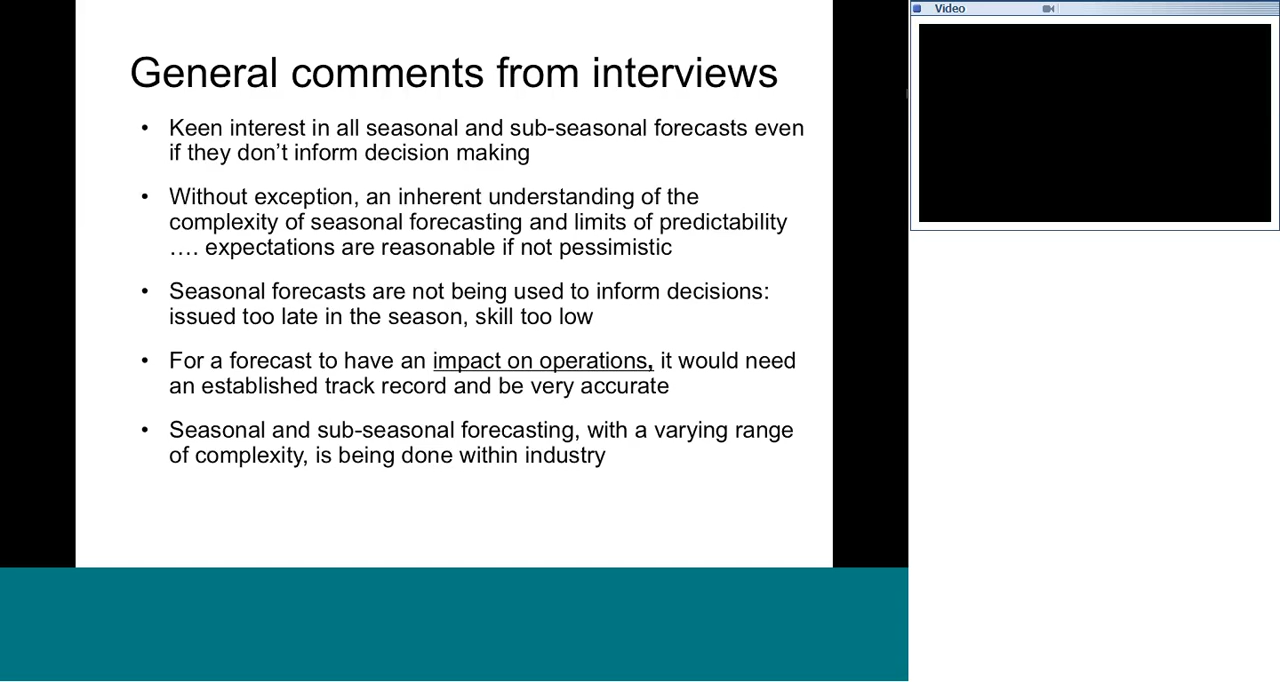 Video
General comments from interviews
• Keen interest in all seasonal and sub-seasonal forecasts even
if they don’t inform decision making
• Without exception, an inherent understanding of the
complexity of seasonal forecasting and limits of predictability
…. expectations are reasonable if not pessimistic
• Seasonal forecasts are not being used to inform decisions:
issued too late in the season, skill too low
• For a forecast to have an impact on operations, it would need
an established track record and be very accurate
• Seasonal and sub-seasonal forecasting, with a varying range
of complexity, is being done within industry